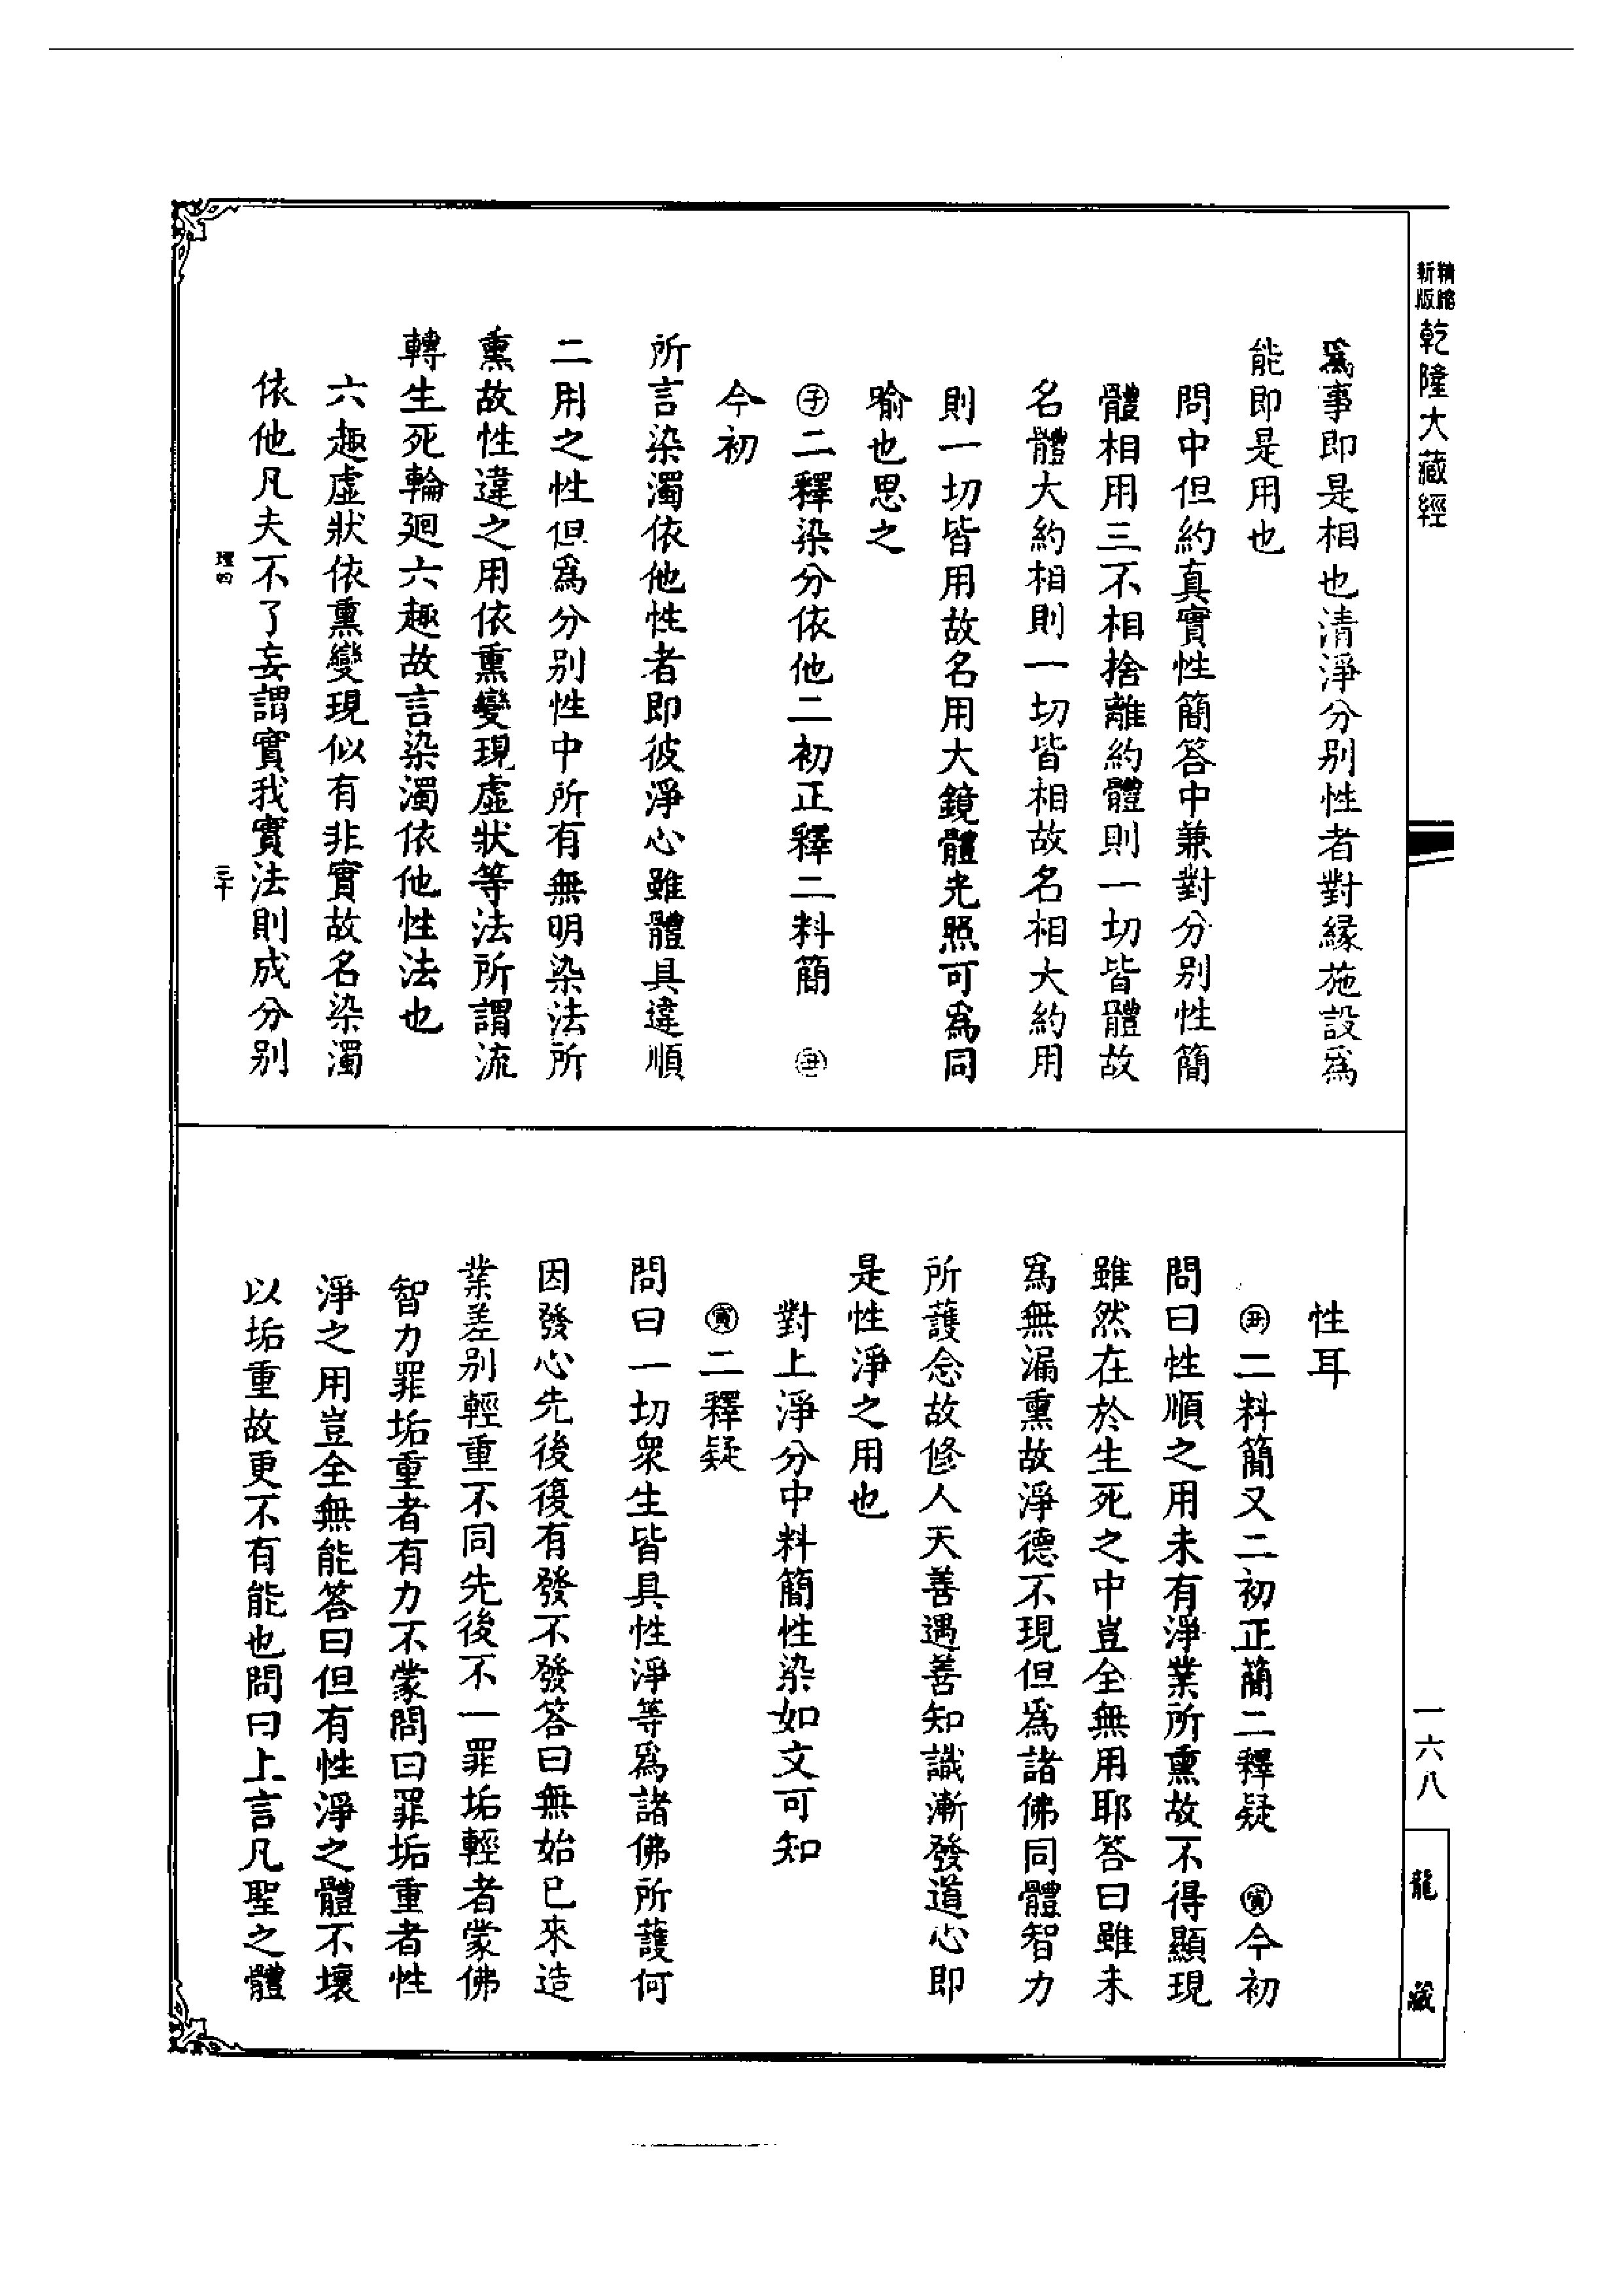 精縮
新版
乾隆大藏經
爲事即是相也清淨分别性者對緣施設爲
能即是用也
問中但約真實性簡答中兼對分别性簡
體相用三不相捨離約體則一切皆體故
名體大約相則一切皆相故名相大約用
則一切皆用故名用大鏡體光照可爲同
喻也思之
㊉子二釋染分依他二初正釋二料簡　丑
今初
所言染濁依他性者即彼淨心雖體具違順
二用之性但爲分别性中所有無明染法所
熏故性違之用依熏變現虛狀等法所謂流
轉生死輪廻六趣故言染濁依他性法也
六趣虛狀依熏變現似有非實故名染濁
依他凡夫不了妄謂實我實法則成分别
理四
三十
性耳
丑二料簡又二初正簡二釋疑　寅今初
問曰性順之用未有淨業所熏故不得顯現
雖然在於生死之中豈全無用耶答曰雖未
爲無漏熏故淨德不現但爲諸佛同體智力
所護念故修人天善遇善知識漸發道心即
是性淨之用也
對上淨分中料簡性染如文可知
寅二釋疑
問曰一切衆生皆具性淨等爲諸佛所護何
因發心先後復有發不發答曰無始已來造
業差别輕重不同先後不一罪垢輕者蒙佛
智力罪垢重者有力不蒙問曰罪垢重者性
淨之用豈全無能答曰但有性淨之體不壞
以垢重故更不有能也問曰上言凡聖之體
一六八
龍藏